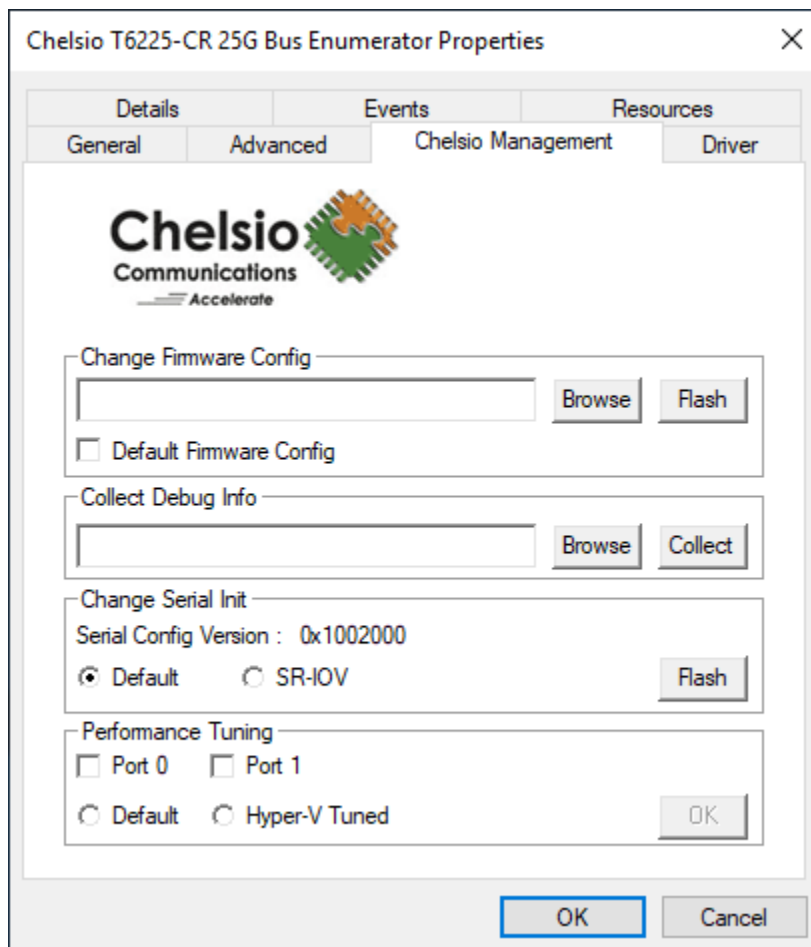 Chelsio T6225-CR 25G Bus Enumerator Properties
Details Events Resources
General Advanced Chelsio Management Driver
Chelsio
Communications
Accelerate
Change Firmware Config
Browse Flash
Default Firmware Config
Collect Debug Info
Browse Collect
Change Serial Init
Serial Config Version : 0x1002000
Default SR-IOV Flash
Performance Tuning
Port 0 Port 1
Default Hyper-V Tuned OK
OK Cancel